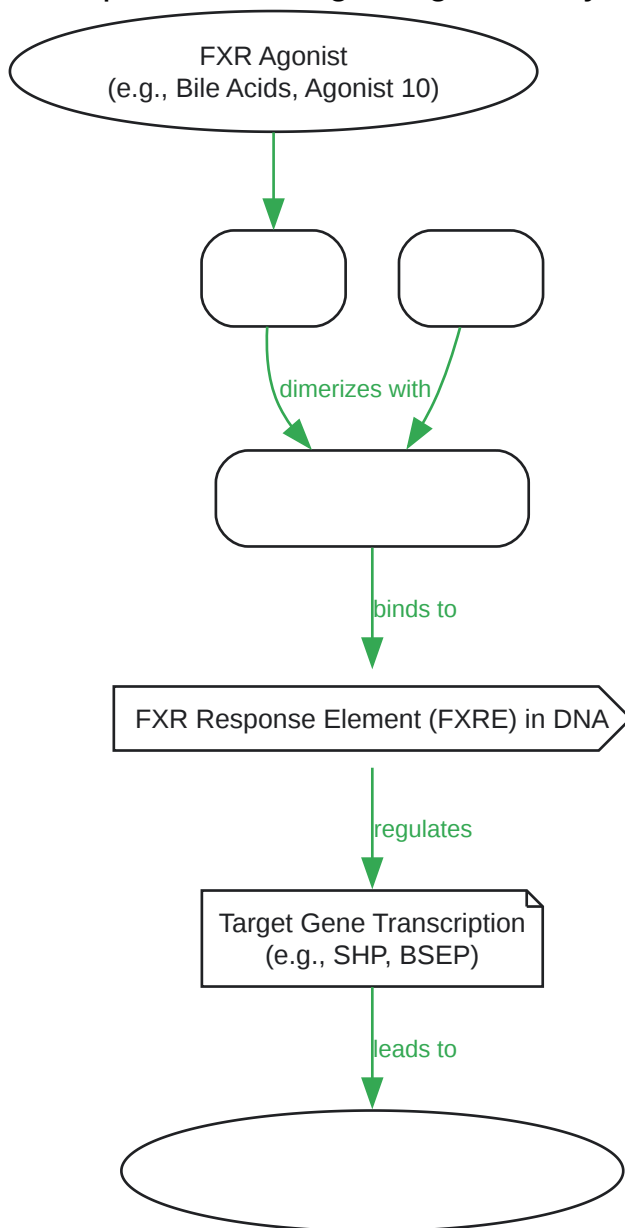 FXR Agonist
(e.g., Bile Acids, Agonist 10)
dimerizes with
binds to
FXR Response Element (FXRE) in DNA
regulates
Target Gene Transcription
(e.g., SHP, BSEP)
leads to